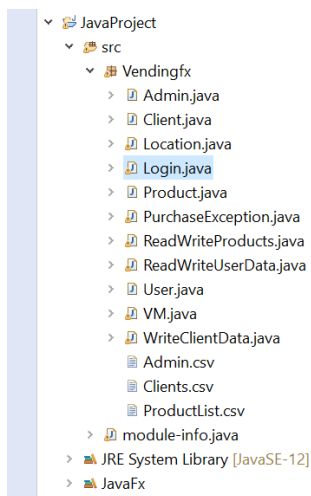 JavaProject
src
Vendingfx
Admin.java
Client.java
Location.java
Login.java
Product.java
PurchaseException.java
ReadWriteProducts.java
ReadWriteUserData.java
User.java
VM.java
WriteClientData.java
Admin.csv
Clients.csv
ProductList.csv
module-info.java
JRE System Library [JavaSE-12]
JavaFx